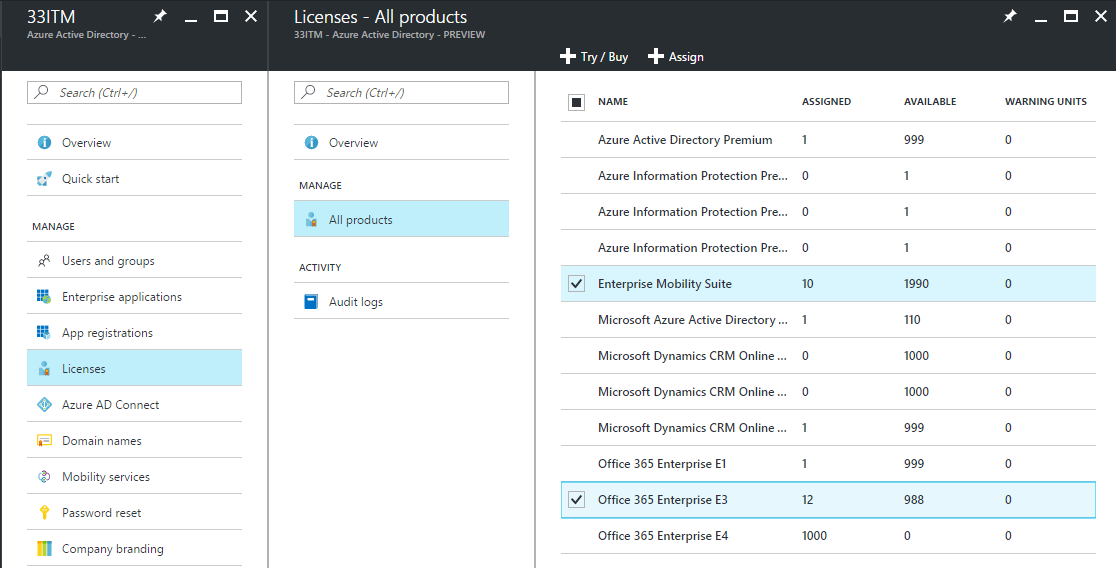 33ITM
Azure Active Directory - ...
Search (Ctrl+/)
Overview
Quick start
MANAGE
Users and groups
Enterprise applications
App registrations
Licenses
Azure AD Connect
Domain names
Mobility services
Password reset
Company branding
Licenses - All products
33ITM - Azure Active Directory - PREVIEW
Search (Ctrl+/)
Overview
MANAGE
All products
ACTIVITY
Audit logs
Try / Buy Assign
NAME ASSIGNED AVAILABLE WARNING UNITS
Azure Active Directory Premium 1 999 0
Azure Information Protection Pre... 0 1 0
Azure Information Protection Pre... 0 1 0
Azure Information Protection Pre... 0 1 0
Enterprise Mobility Suite 10 1990 0
Microsoft Azure Active Directory ... 1 110 0
Microsoft Dynamics CRM Online ... 0 1000 0
Microsoft Dynamics CRM Online ... 0 1000 0
Microsoft Dynamics CRM Online ... 1 999 0
Office 365 Enterprise E1 1 999 0
Office 365 Enterprise E3 12 988 0
Office 365 Enterprise E4 1000 0 0